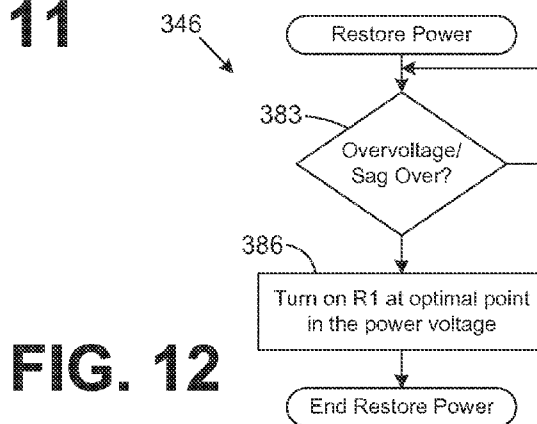 11
346
Restore Power
383
Overvoltage/
Sag Over?
386
Turn on R1 at optimal point
in the power voltage
FIG. 12
End Restore Power